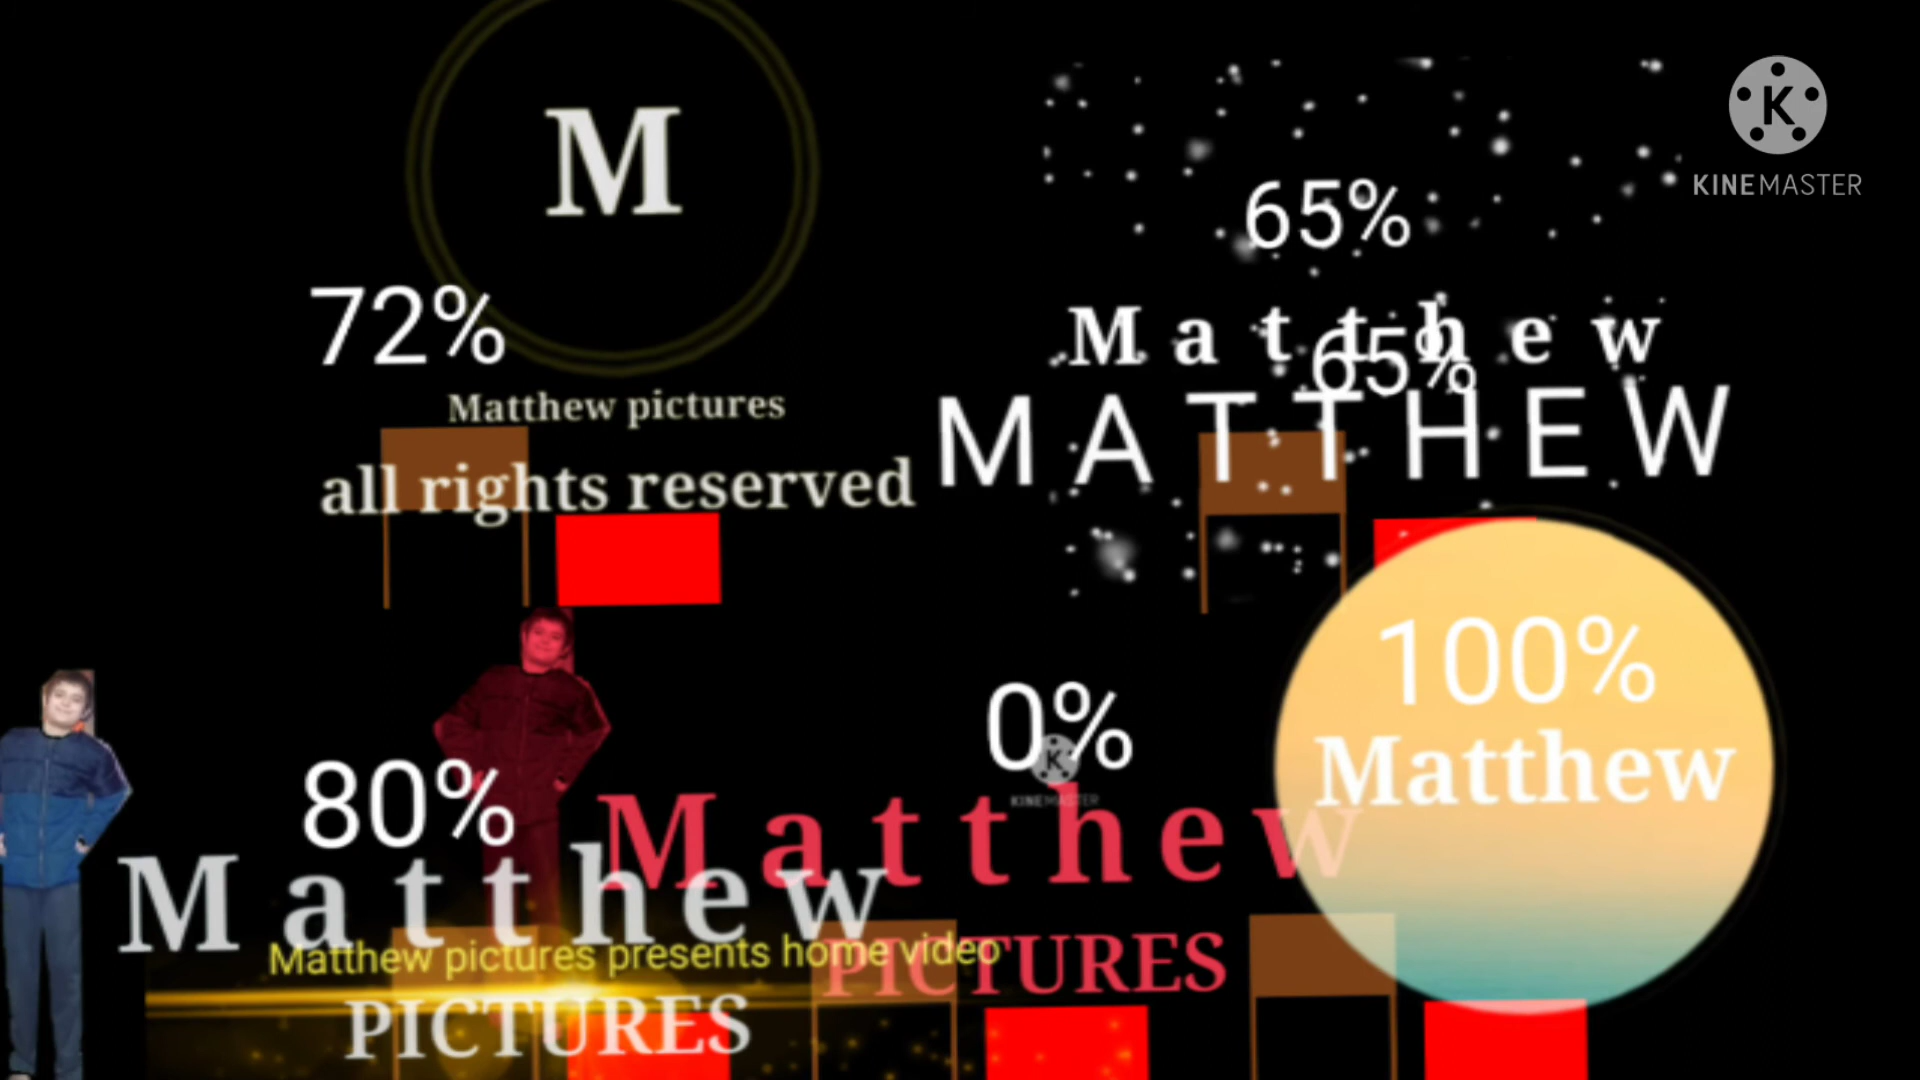 M
K
KINEMASTER
65%
72%
Matthew
65%
Matthew pictures
MATTHEW
all rights reserved
100%
0%
K
KINEMASTER
Matthew
80%
Matthew
Matthew
Matthew pictures presents home video
PICTURES
PICTURES